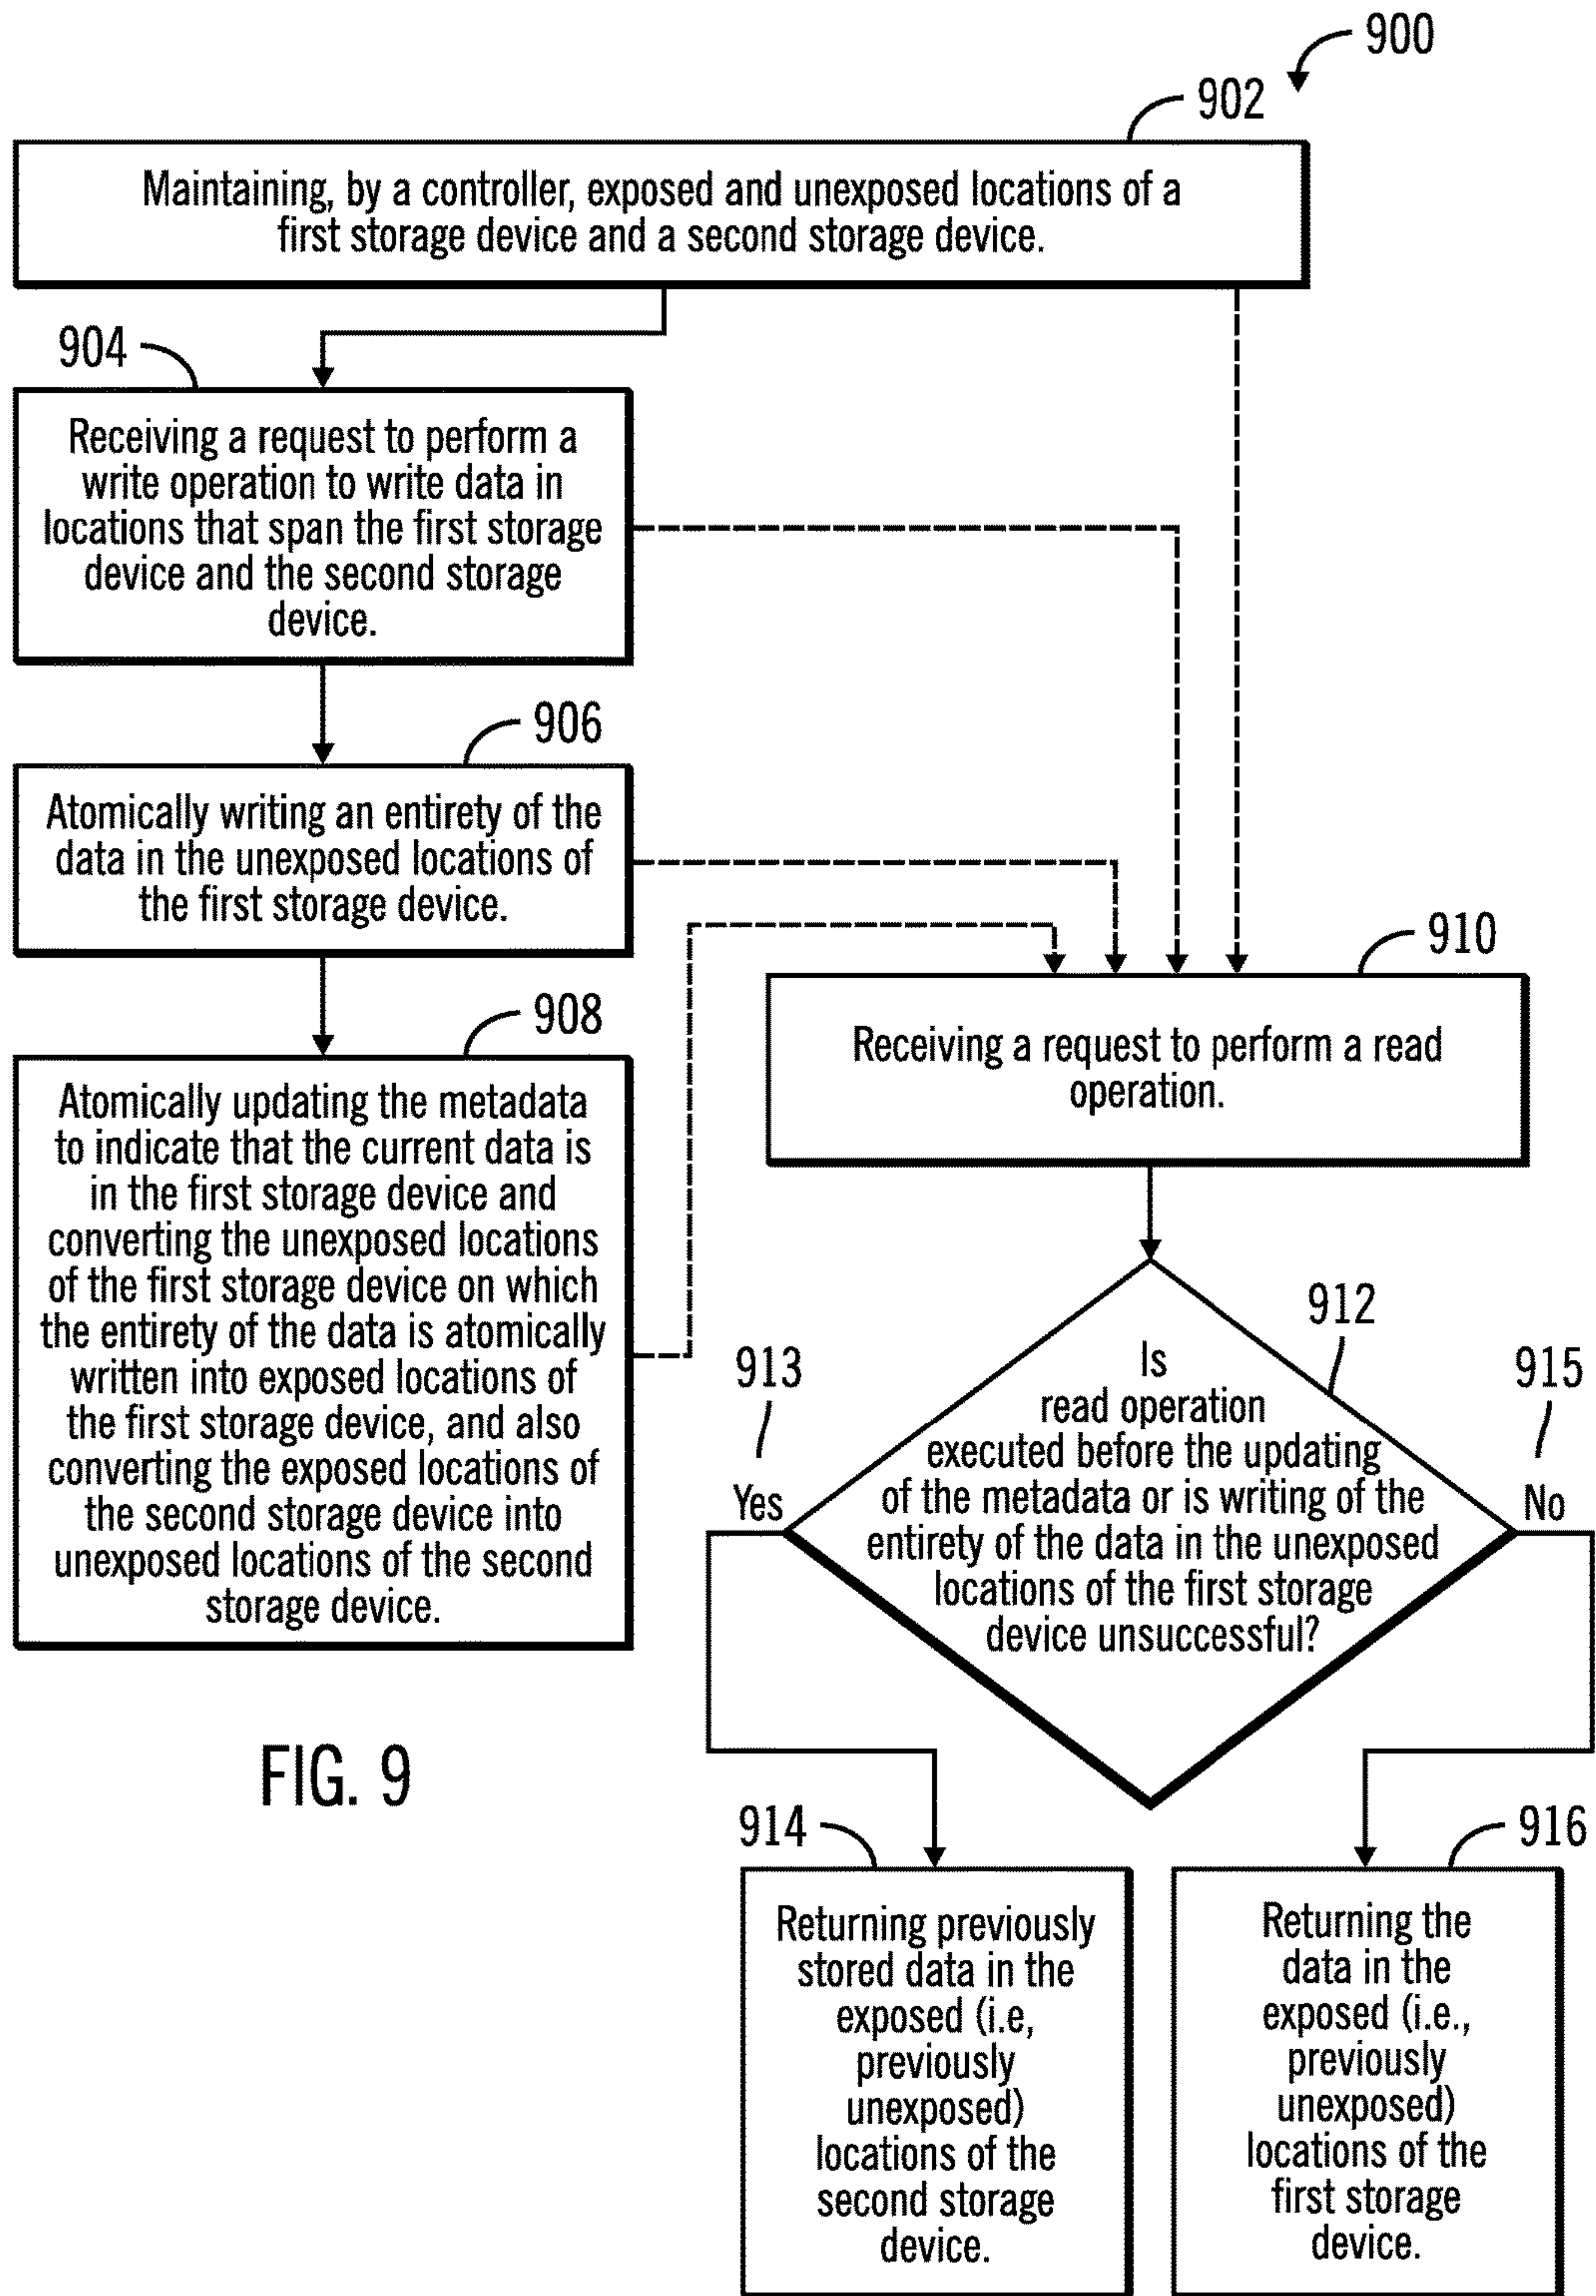 900
902
Maintaining, by a controller, exposed and unexposed locations of a
first storage device and a second storage device.
904
Receiving a request to perform a
write operation to write data in
locations that span the first storage
device and the second storage
device.
906
Atomically writing an entirety of the
data in the unexposed locations of
the first storage device.
908
Atomically updating the metadata
to indicate that the current data is
in the first storage device and
converting the unexposed locations
of the first storage device on which
the entirety of the data is atomically
written into exposed locations of
the first storage device, and also
converting the exposed locations of
the second storage device into
unexposed locations of the second
storage device.
910
Receiving a request to perform a read
operation.
912
Is
read operation
executed before the updating
of the metadata or is writing of the
entirety of the data in the unexposed
locations of the first storage
device unsuccessful?
913
Yes
915
No
914
Returning previously
stored data in the
exposed (i.e,
previously
unexposed)
locations of the
second storage
device.
916
Returning the
data in the
exposed (i.e.,
previously
unexposed)
locations of the
first storage
device.
FIG. 9